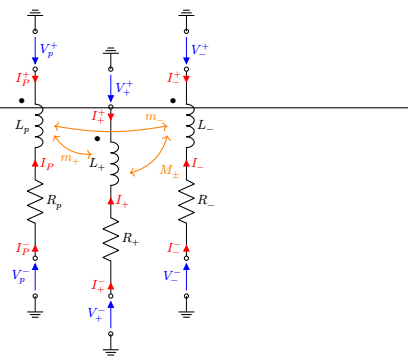 V_p^+
V_+^+
V_-^+
I_P^+
I_+^+
I_-^+
L_p
m_-
L_-
m_+
L_+
M_±
I_P
I_+
I_-
R_p
R_+
R_-
I_P^-
I_+^-
I_-^-
V_p^-
V_+^-
V_-^-